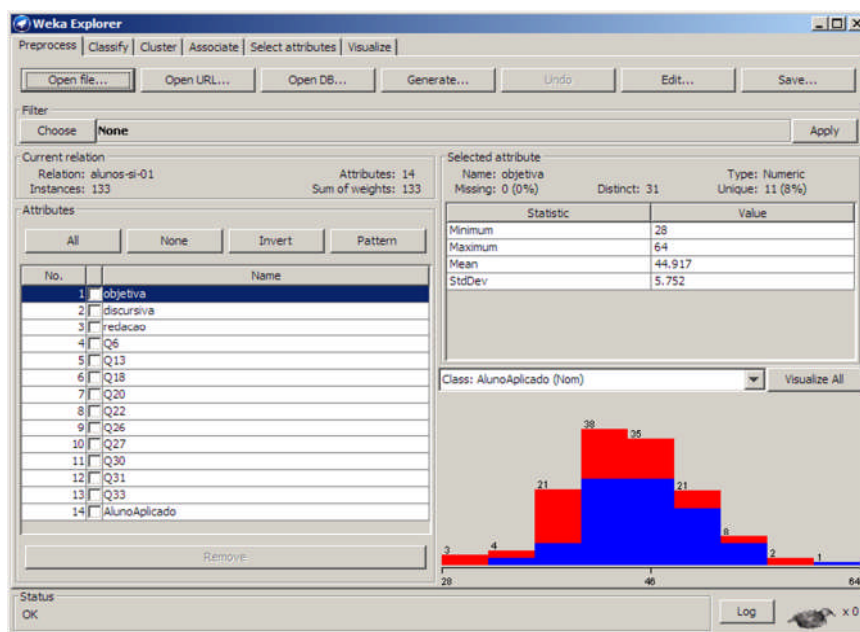 Weka Explorer
Preprocess Classify Cluster Associate Select attributes Visualize
Open file... Open URL... Open DB... Generate... Undo Edit... Save...
Filter
Choose None Apply
Current relation
Relation: alunos-si-01 Attributes: 14
Instances: 133 Sum of weights: 133
Attributes
All None Invert Pattern
No. Name
1 objetiva
2 discursiva
3 redacao
4 Q6
5 Q13
6 Q18
7 Q20
8 Q22
9 Q26
10 Q27
11 Q30
12 Q31
13 Q33
14 AlunoAplicado
Remove
Selected attribute
Name: objetiva Type: Numeric
Missing: 0 (0%) Distinct: 31 Unique: 11 (8%)
Statistic Value
Minimum 28
Maximum 64
Mean 44.917
StdDev 5.752
Class: AlunoAplicado (Nom) Visualize All
3 4 21 38 35 21 8 2 1
28 46 64
Status
OK Log x 0